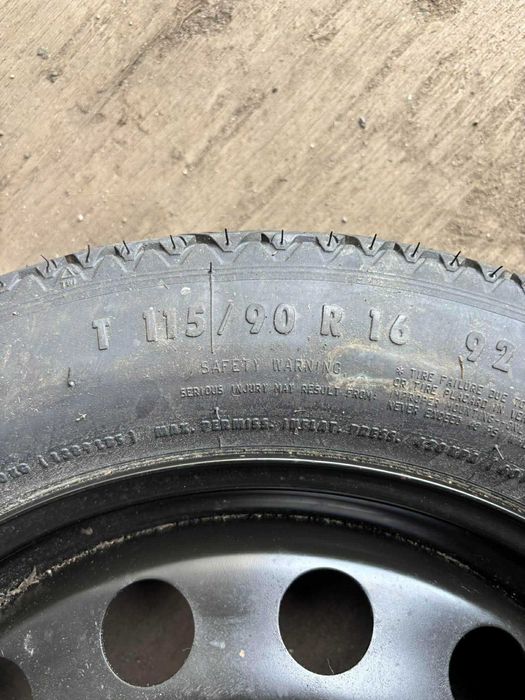 T 115/90 R 16 92
SAFETY WARNING
SERIOUS INJURY MAY RESULT FROM:
* TIRE FAILURE DUE
OR TIRE PLACARD IN
NEVER EXCEED
MAX. PERMISS. INFLAT. PRESS. 420